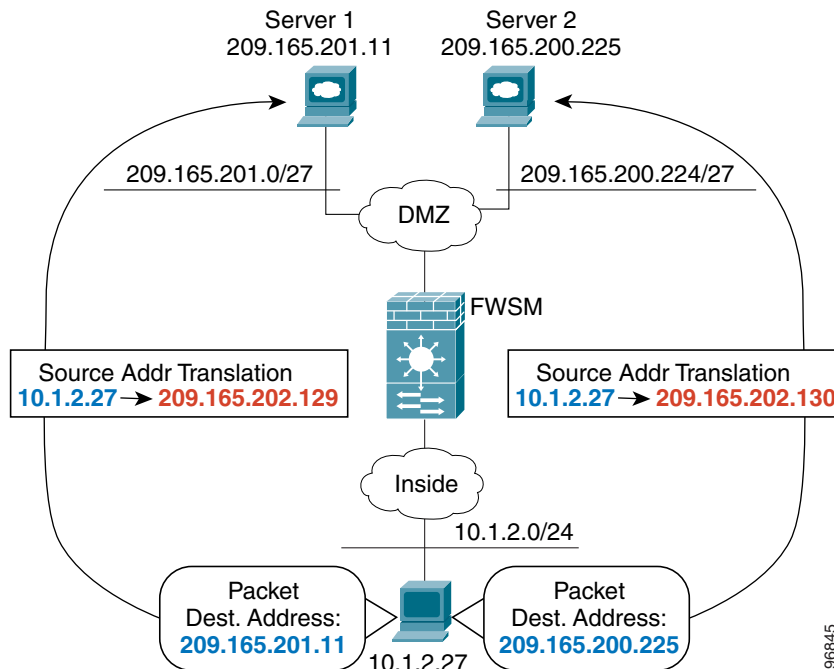 Server 1
209.165.201.11
Server 2
209.165.200.225
209.165.201.0/27
209.165.200.224/27
DMZ
FWSM
Source Addr Translation
10.1.2.27 → 209.165.202.129
Source Addr Translation
10.1.2.27 → 209.165.202.130
Inside
10.1.2.0/24
Packet
Dest. Address:
209.165.201.11
Packet
Dest. Address:
209.165.200.225
10.1.2.27
96845